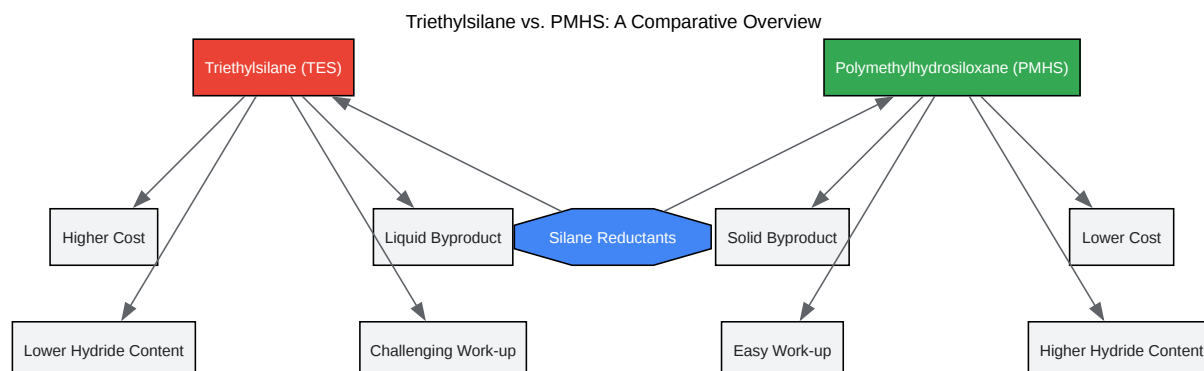 Triethylsilane vs. PMHS: A Comparative Overview
Triethylsilane (TES)
Polymethylhydrosiloxane (PMHS)
Higher Cost
Liquid Byproduct
Silane Reductants
Solid Byproduct
Lower Cost
Lower Hydride Content
Challenging Work-up
Easy Work-up
Higher Hydride Content